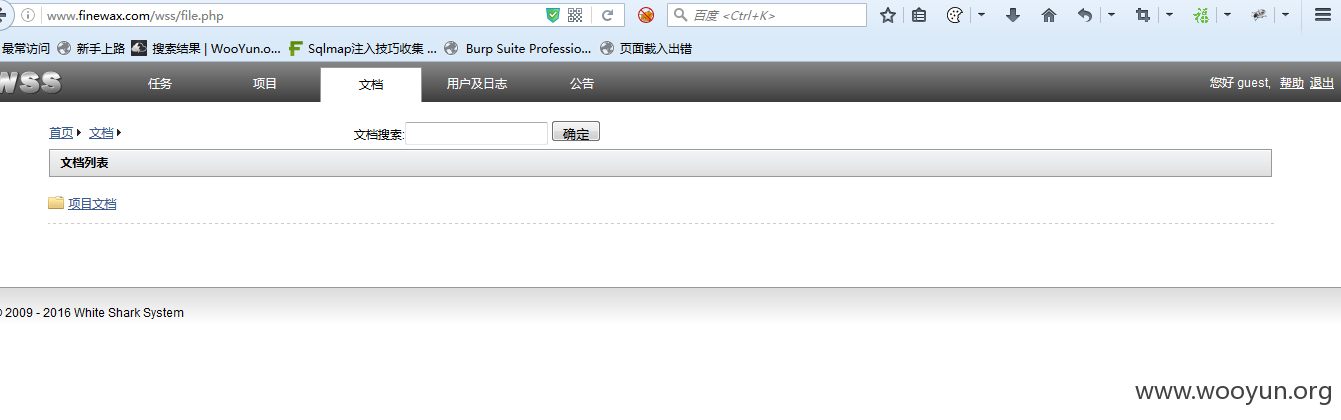 www.finewax.com/wss/file.php
百度 <Ctrl+K>
最常访问 新手上路 搜索结果 | WooYun.o... Sqlmap注入技巧收集 ... Burp Suite Professio... 页面载入出错
WSS 任务 项目 文档 用户及日志 公告 您好 guest, 帮助 退出
首页 文档 文档搜索: 确定
文档列表
项目文档
© 2009 - 2016 White Shark System
www.wooyun.org